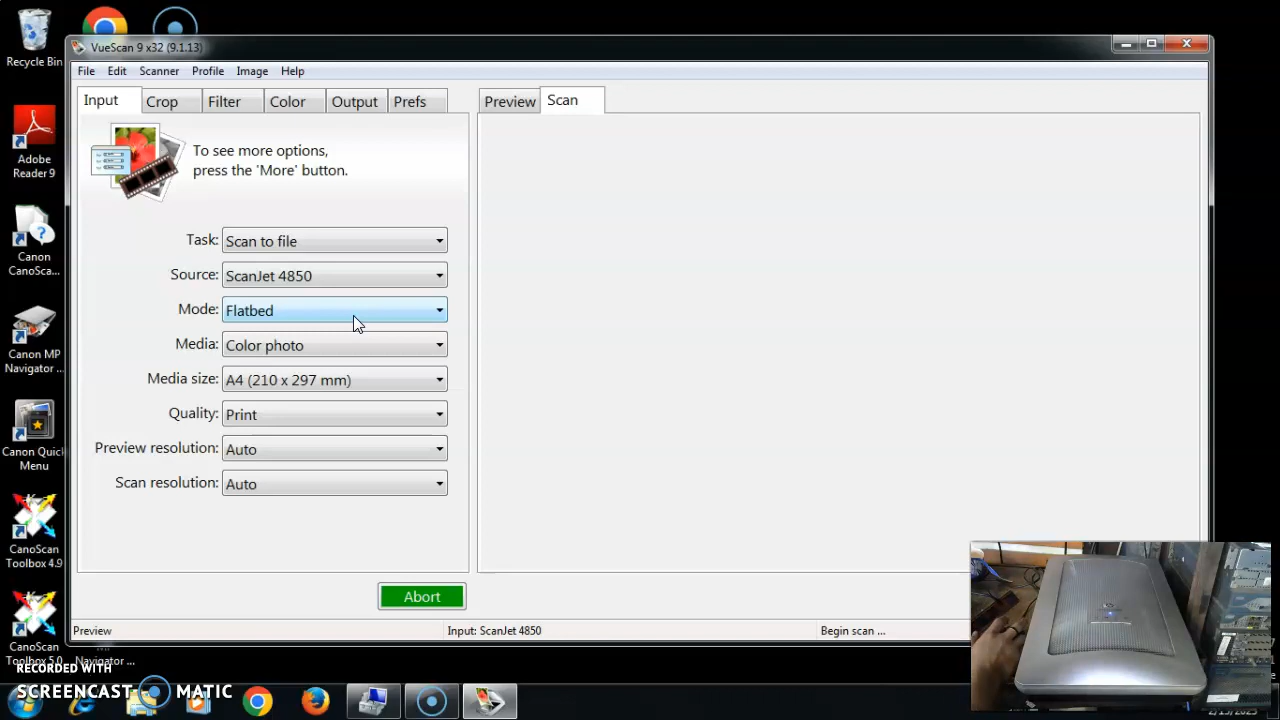 Recycle Bin
Adobe
Reader 9
Canon
CanoSca...
Canon MP
Navigator ...
Canon Quick
Menu
CanoScan
Toolbox 4.9
CanoScan
Toolbox 5.0
Navigator ...
VueScan 9 x32 (9.1.13)
File Edit Scanner Profile Image Help
Input Crop Filter Color Output Prefs
Preview Scan
To see more options,
press the 'More' button.
Task: Scan to file
Source: ScanJet 4850
Mode: Flatbed
Media: Color photo
Media size: A4 (210 x 297 mm)
Quality: Print
Preview resolution: Auto
Scan resolution: Auto
Abort
Preview Input: ScanJet 4850 Begin scan ...
RECORDED WITH
SCREENCAST MATIC